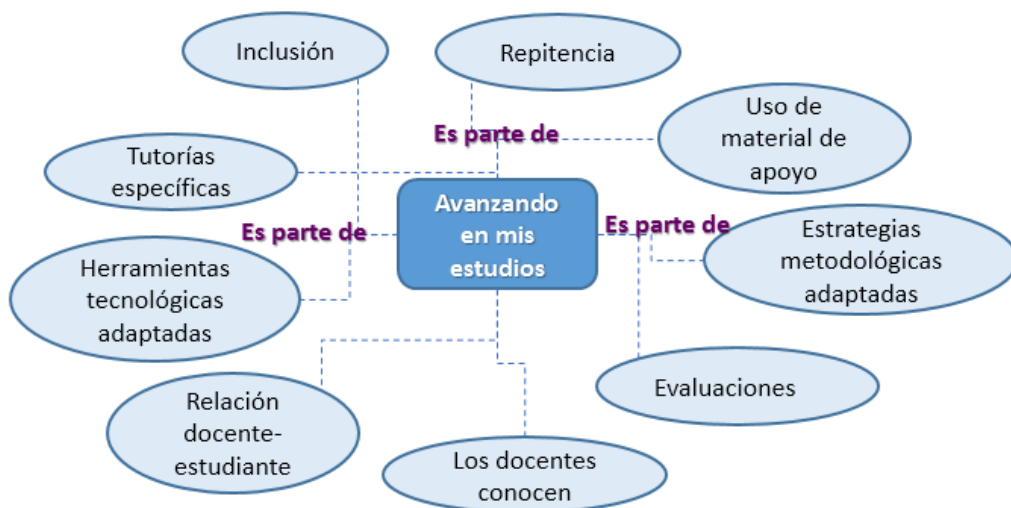 Inclusión
Repitencia
Es parte de
Uso de
material de
apoyo
Tutorías
específicas
Avanzando
en mis
estudios
Es parte de
Es parte de
Estrategias
metodológicas
adaptadas
Herramientas
tecnológicas
adaptadas
Evaluaciones
Relación
docente-
estudiante
Los docentes
conocen